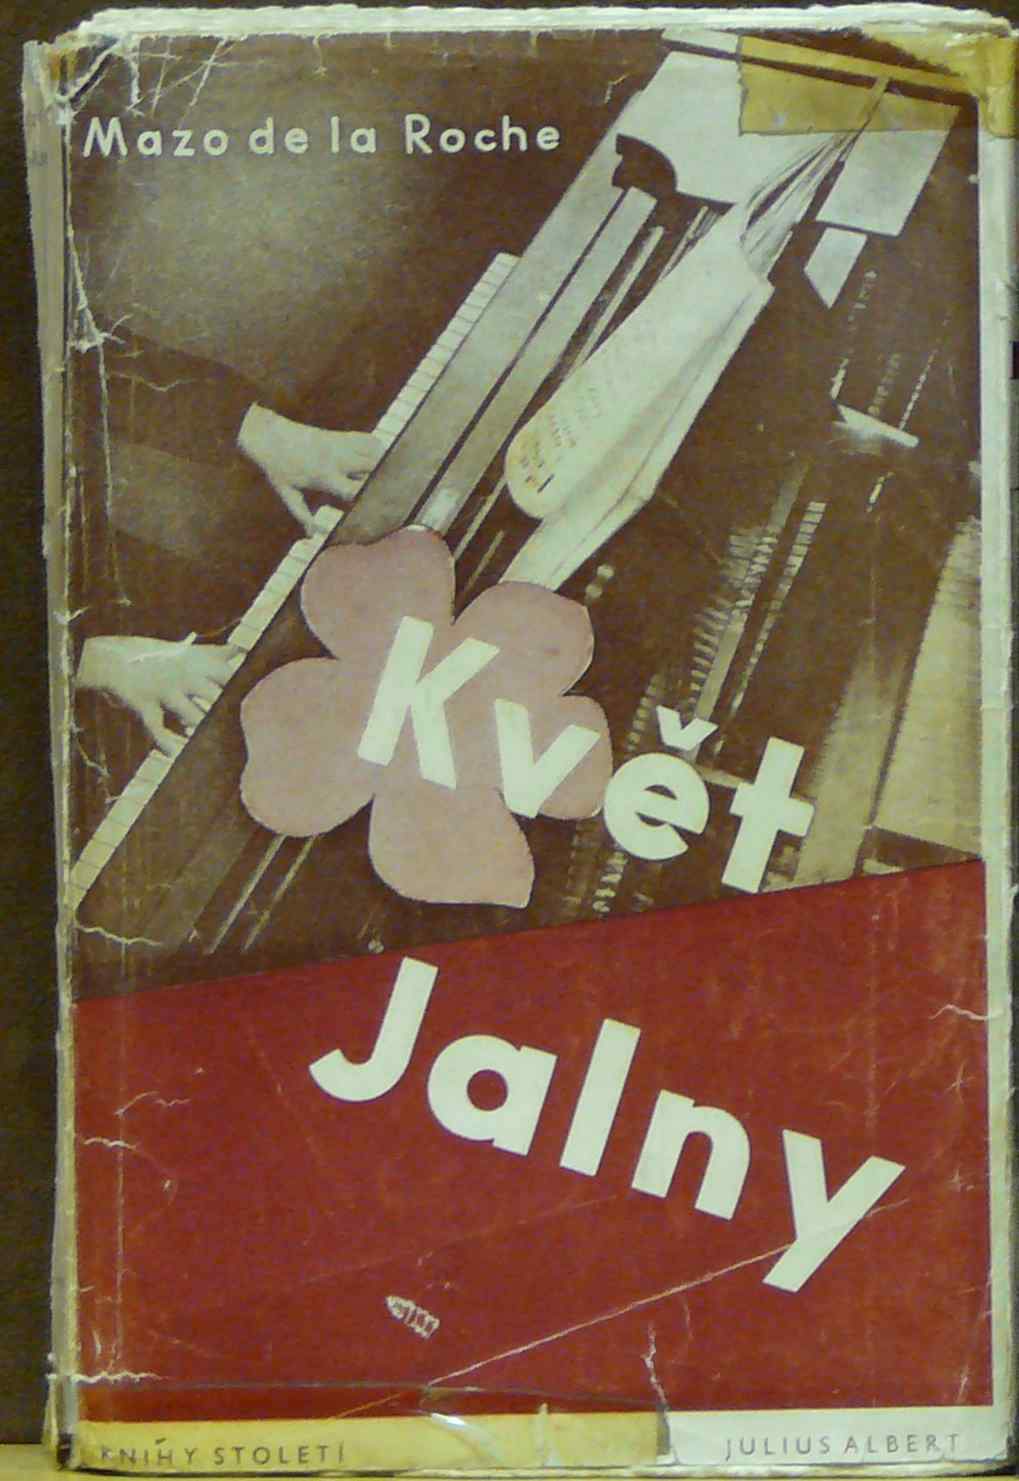 Mazo de la Roche
Květ
Jalny
KNIHY STOLETÍ
JULIUS ALBERT